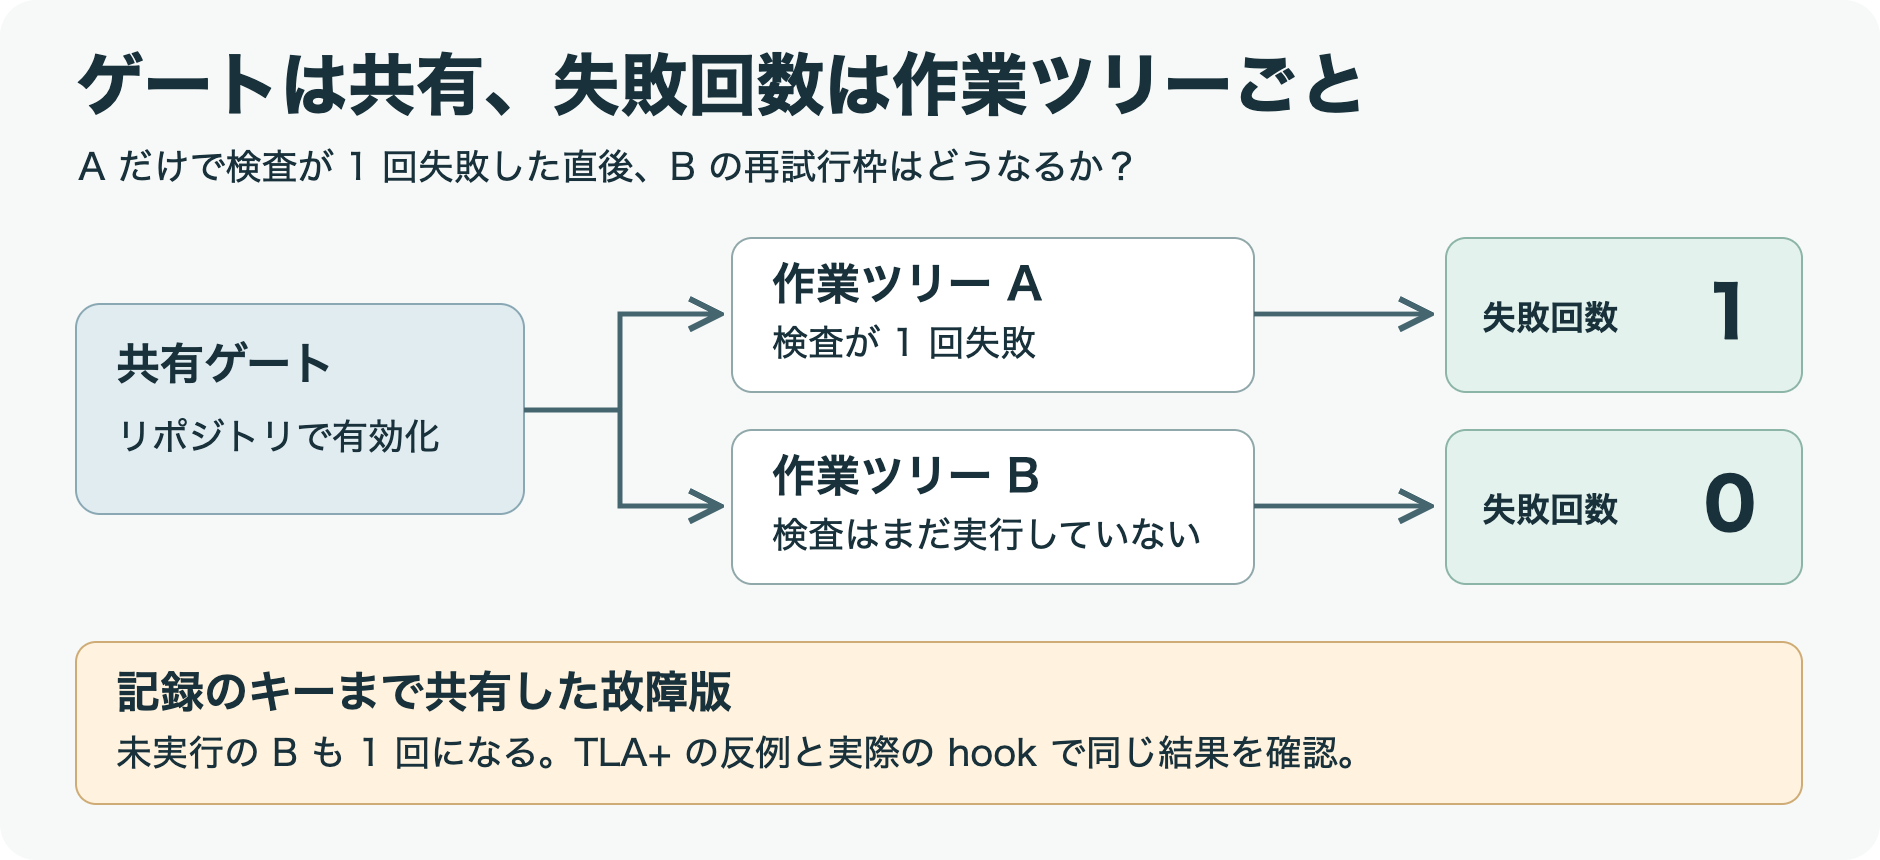 ゲートは共有、失敗回数は作業ツリーごと
A だけで検査が 1 回失敗した直後、B の再試行枠はどうなるか？
共有ゲート
リポジトリで有効化
作業ツリー A
検査が 1 回失敗
失敗回数 1
作業ツリー B
検査はまだ実行していない
失敗回数 0
記録のキーまで共有した故障版
未実行の B も 1 回になる。TLA+ の反例と実際の hook で同じ結果を確認。